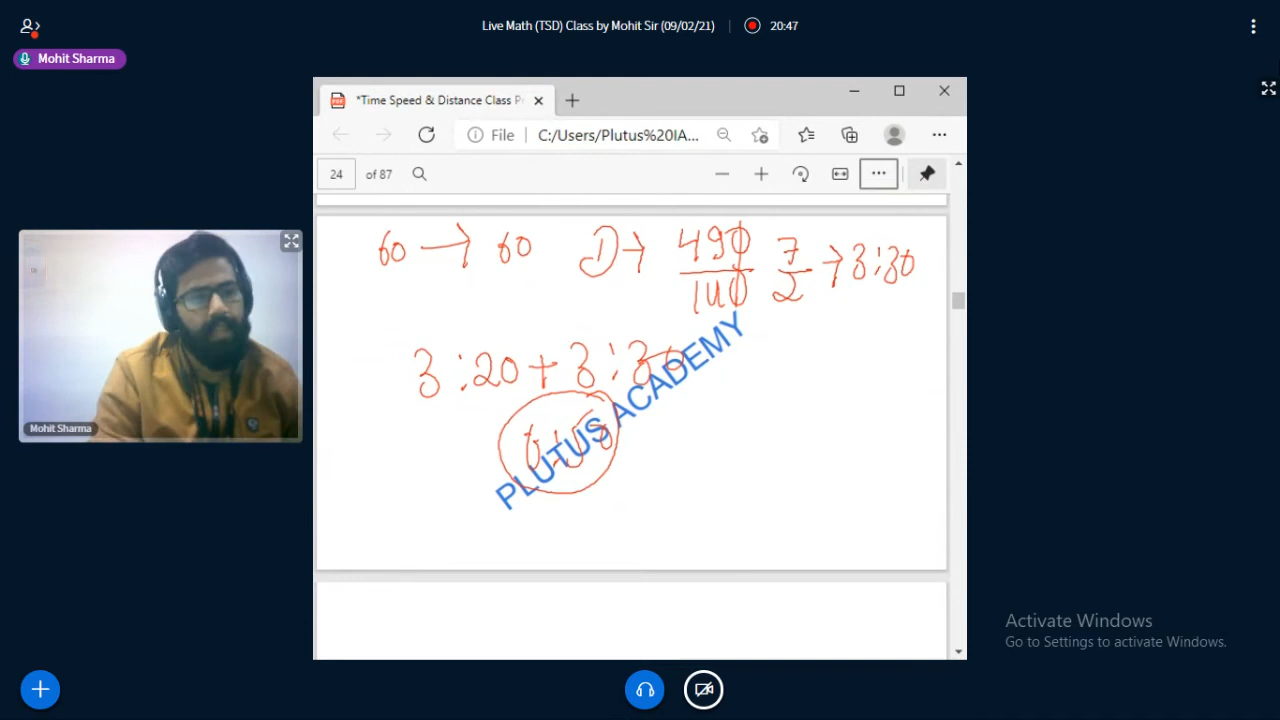 Live Math (TSD) Class by Mohit Sir (09/02/21)
20:47
Mohit Sharma
*Time Speed & Distance Class P
File
C:/Users/Plutus%20IA...
24
of 87
60 → 60
D → 490/140 7/2 → 3:30
3:20 + 3:30
6:50
PLUTUS ACADEMY
Mohit Sharma
Activate Windows
Go to Settings to activate Windows.